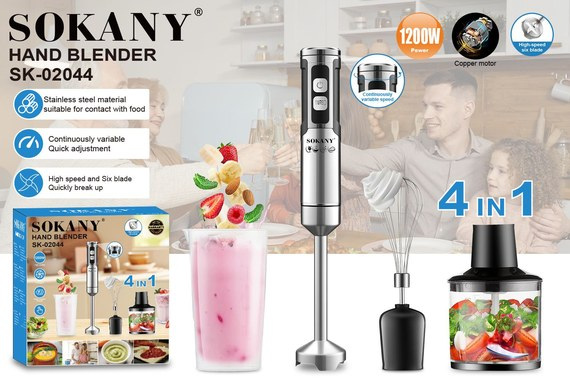 SOKANY®
HAND BLENDER
SK-02044
Stainless steel material
suitable for contact with food
Continuously variable
Quick adjustment
High speed and Six blade
Quickly break up
1200W
Power
Copper motor
High-speed
six blade
Continuously
variable speed
SOKANY
4 IN 1
SOKANY
HAND BLENDER
SK-02044
4 IN 1